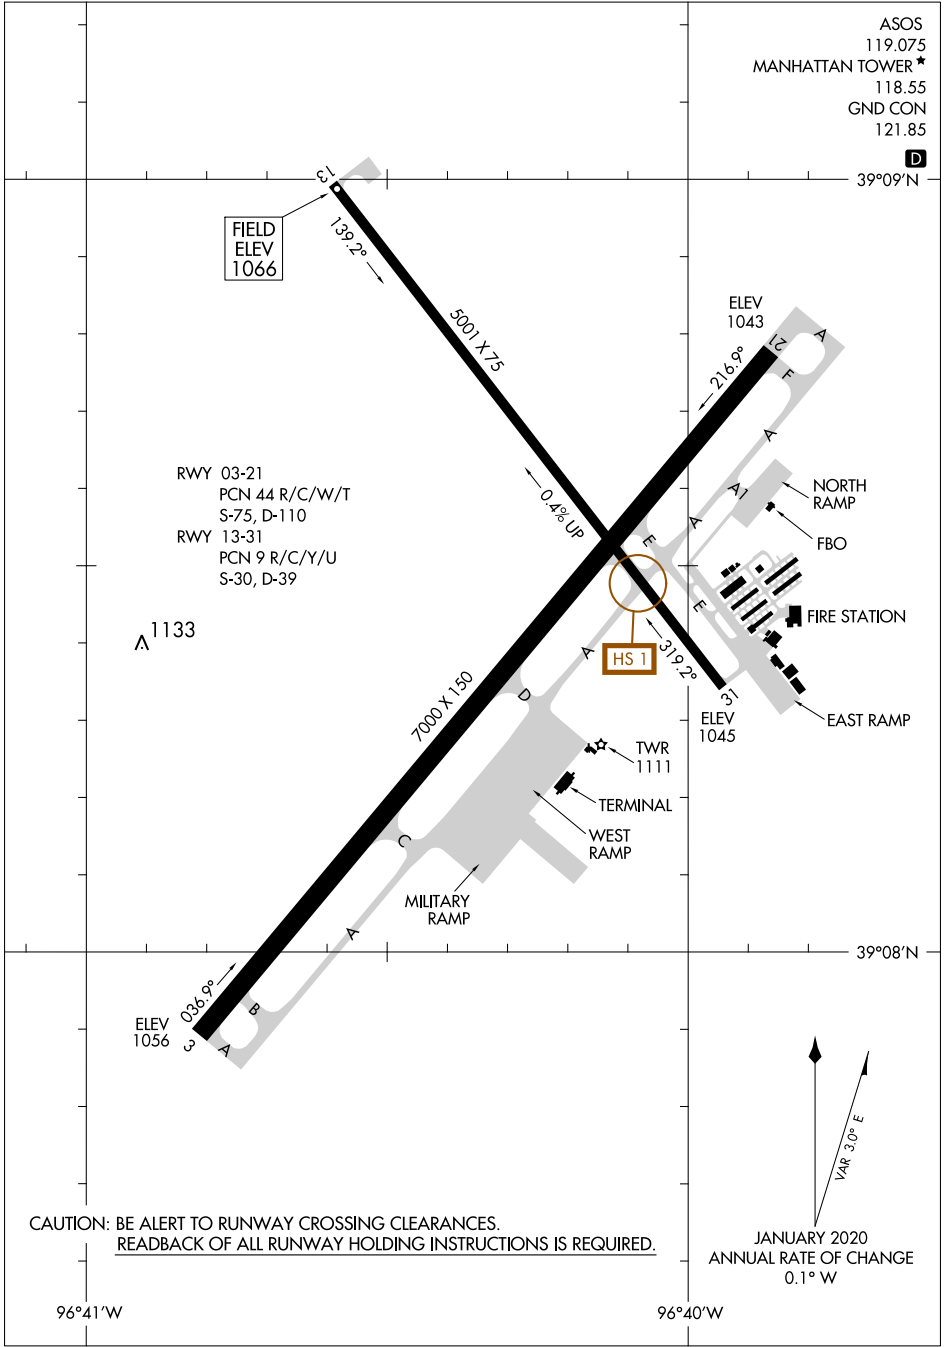 ASOS
119.075
MANHATTAN TOWER★
118.55
GND CON
121.85
D
39°09'N
13
FIELD
ELEV
1066
139.2°
5001 X 75
ELEV
1043
21
A
216.9°
F
A
RWY 03-21
PCN 44 R/C/W/T
S-75, D-110
RWY 13-31
PCN 9 R/C/Y/U
S-30, D-39
0.4% UP
A1
NORTH
RAMP
A
FBO
E
E
FIRE STATION
1133
HS 1
A
319.2°
31
ELEV
1045
EAST RAMP
7000 X 150
D
TWR
1111
TERMINAL
WEST
RAMP
C
MILITARY
RAMP
A
39°08'N
036.9°
B
ELEV
1056
3
A
VAR 3.0° E
CAUTION: BE ALERT TO RUNWAY CROSSING CLEARANCES.
READBACK OF ALL RUNWAY HOLDING INSTRUCTIONS IS REQUIRED.
JANUARY 2020
ANNUAL RATE OF CHANGE
0.1° W
96°41'W
96°40'W